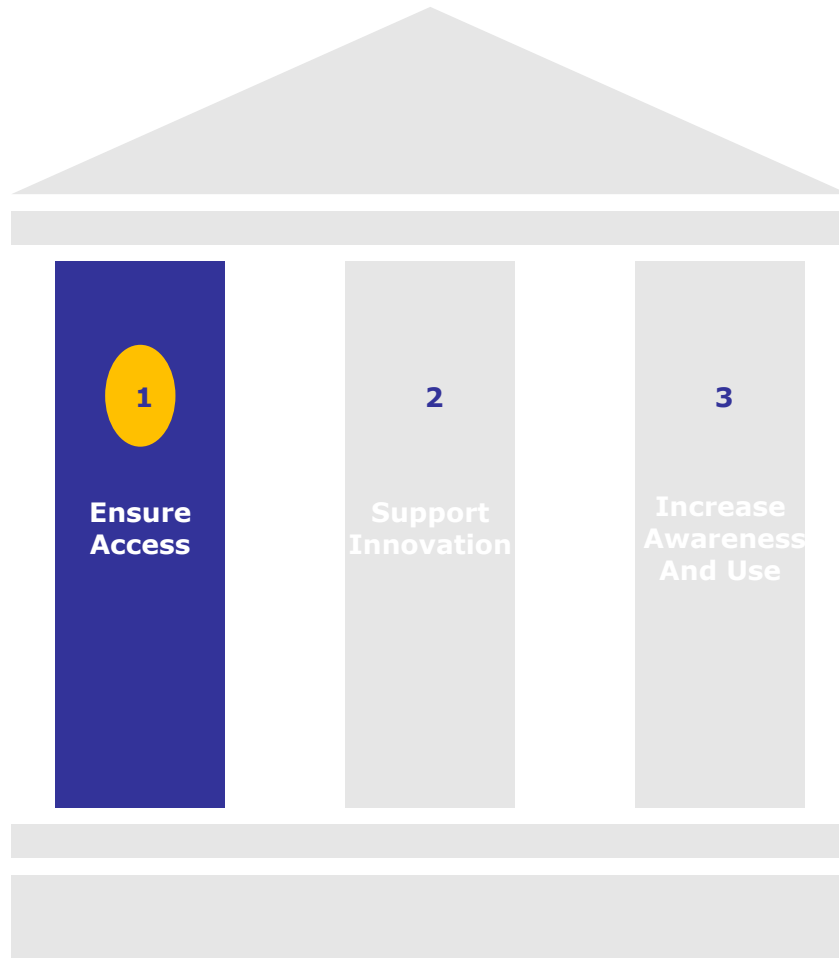 1
Ensure
Access
2
Support
Innovation
3
Increase
Awareness
And Use